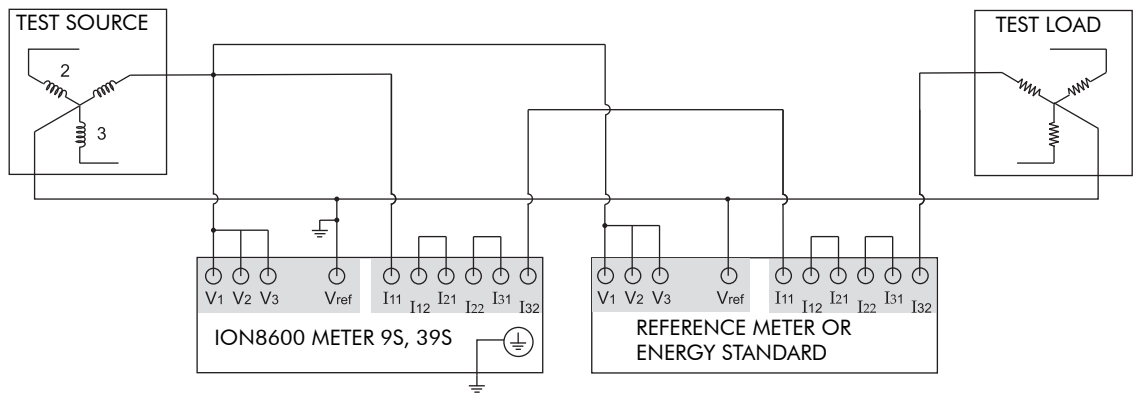 TEST SOURCE
TEST LOAD
2
3
V1 V2 V3 Vref I11 I12 I21 I22 I31 I32
V1 V2 V3 Vref I11 I12 I21 I22 I31 I32
ION8600 METER 9S, 39S
REFERENCE METER OR
ENERGY STANDARD